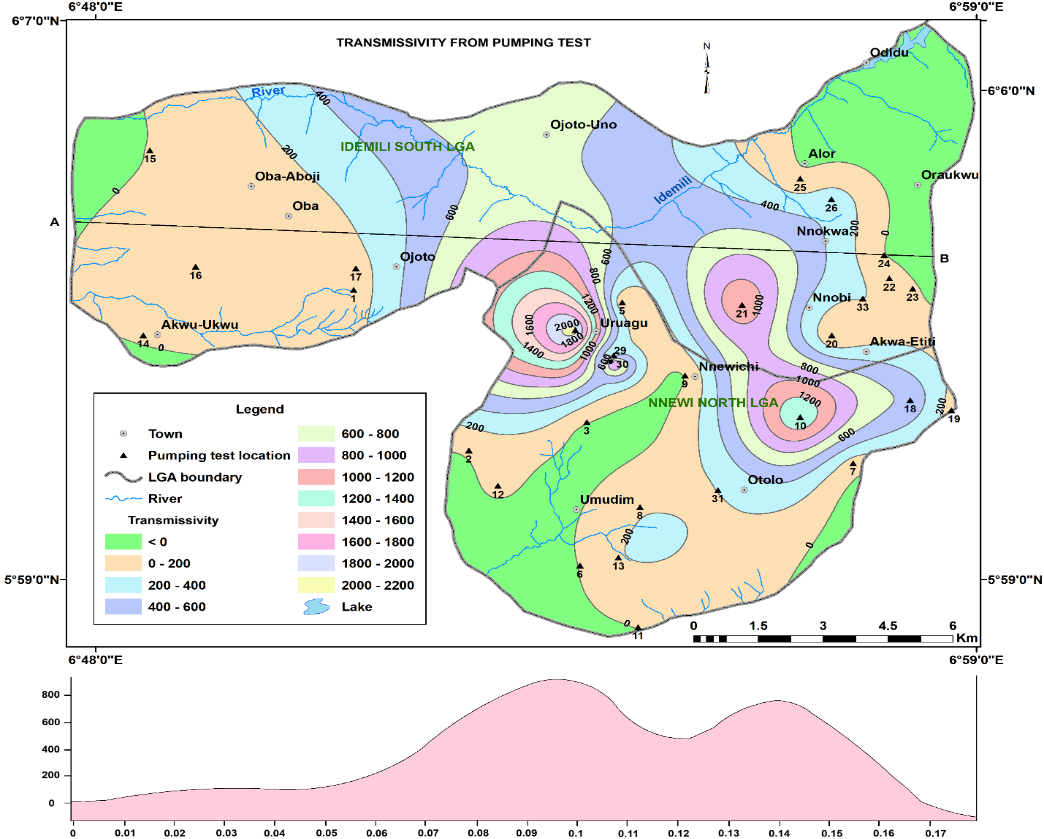 6°48'0"E
6°59'0"E
6°7'0"N
TRANSMISSIVITY FROM PUMPING TEST
N
Odidu
6°6'0"N
River
400
Ojoto-Uno
IDEMILI SOUTH LGA
200
15
Alor
25
Oraukwu
Oba-Aboji
0
Idemili
26
400
Oba
600
200
0
A
Nnokwa
B
24
600
Ojoto
16
17
800
22
23
1
1200
5
21
1000
Nnobi
33
1600
2000
Uruagu
14
Akwu-Ukwu
0
1800
1400
1000
20
Akwa-Etiti
29
30
600
Nnewichi
9
800
1000
NNEWI NORTH LGA
1200
18
200
19
10
200
3
600
2
7
12
31
Otolo
Umudim
8
200
0
13
6
0
11
5°59'0"N
5°59'0"N
Legend
Town
Pumping test location
LGA boundary
River
Transmissivity
< 0
0 - 200
200 - 400
400 - 600
600 - 800
800 - 1000
1000 - 1200
1200 - 1400
1400 - 1600
1600 - 1800
1800 - 2000
2000 - 2200
Lake
0 1.5 3 4.5 6
Km
6°48'0"E
6°59'0"E
800
600
400
200
0
0 0.01 0.02 0.03 0.04 0.05 0.06 0.07 0.08 0.09 0.1 0.11 0.12 0.13 0.14 0.15 0.16 0.17